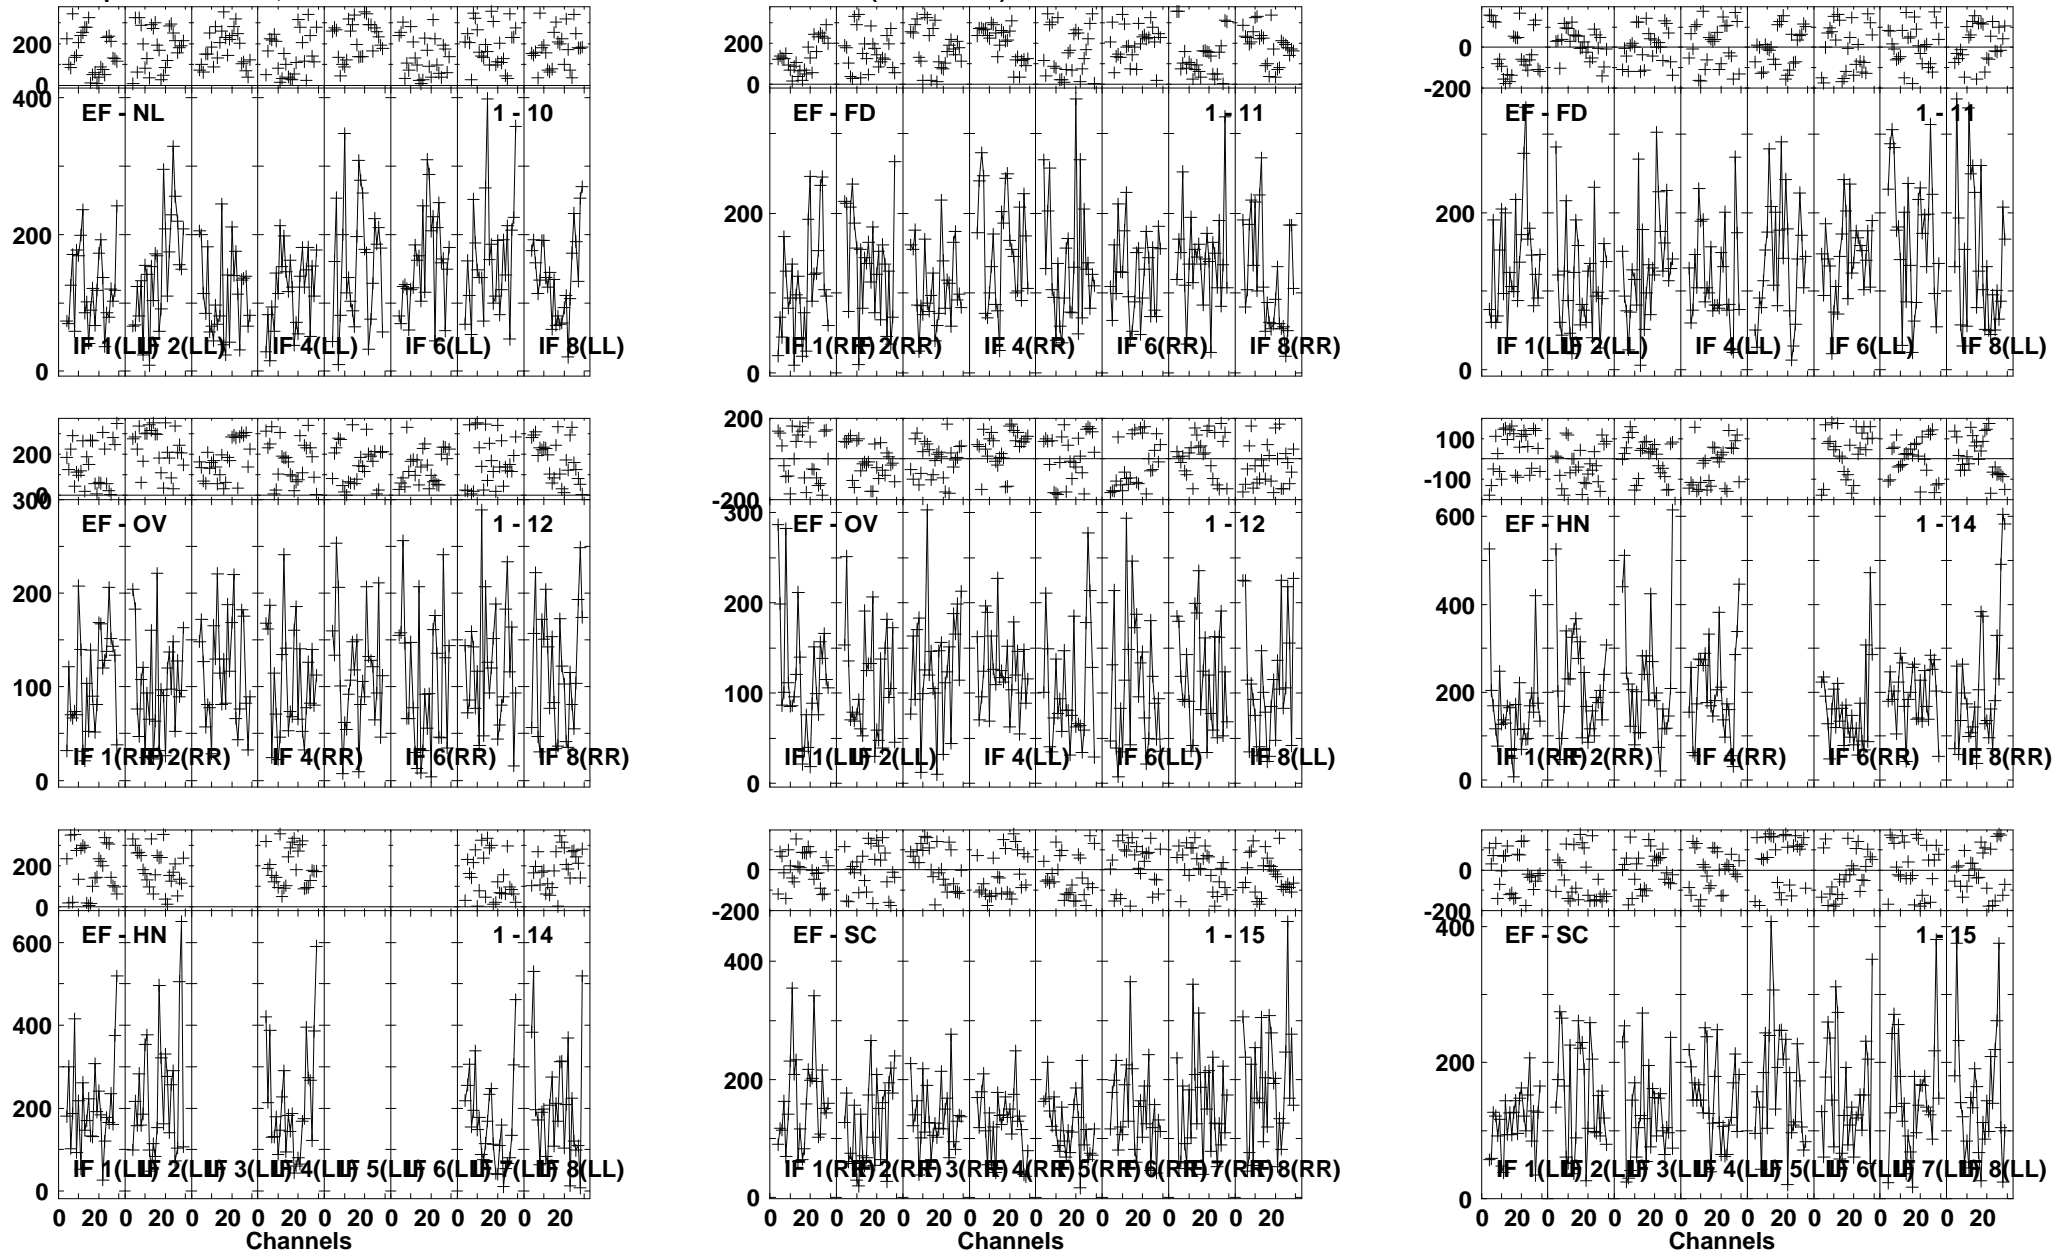 200
0
400
200
0
EF - NL
1 - 10
IF 1(LL)
IF 2(LL)
IF 4(LL)
IF 6(LL)
IF 8(LL)
200
0
200
0
EF - FD
1 - 11
IF 1(RR)
IF 2(RR)
IF 4(RR)
IF 6(RR)
IF 8(RR)
0
-200
200
0
EF - FD
1 - 11
IF 1(LL)
IF 2(LL)
IF 4(LL)
IF 6(LL)
IF 8(LL)
200
0
300
200
100
0
EF - OV
1 - 12
IF 1(RR)
IF 2(RR)
IF 4(RR)
IF 6(RR)
IF 8(RR)
200
-200
300
200
100
0
EF - OV
1 - 12
IF 1(LL)
IF 2(LL)
IF 4(LL)
IF 6(LL)
IF 8(LL)
100
-100
600
400
200
0
EF - HN
1 - 14
IF 1(RR)
IF 2(RR)
IF 4(RR)
IF 6(RR)
IF 8(RR)
200
0
600
400
200
0
EF - HN
1 - 14
IF 1(LL)
IF 2(LL)
IF 3(LL)
IF 4(LL)
IF 5(LL)
IF 6(LL)
IF 7(LL)
IF 8(LL)
0 20 0 20 0 20 0 20 0 20 0 20 0 20 0 20
Channels
0
-200
400
200
0
EF - SC
1 - 15
IF 1(RR)
IF 2(RR)
IF 3(RR)
IF 4(RR)
IF 5(RR)
IF 6(RR)
IF 7(RR)
IF 8(RR)
0 20 0 20 0 20 0 20 0 20 0 20 0 20 0 20
Channels
0
-200
400
200
0
EF - SC
1 - 15
IF 1(LL)
IF 2(LL)
IF 3(LL)
IF 4(LL)
IF 5(LL)
IF 6(LL)
IF 7(LL)
IF 8(LL)
0 20 0 20 0 20 0 20 0 20 0 20 0 20 0 20
Channels